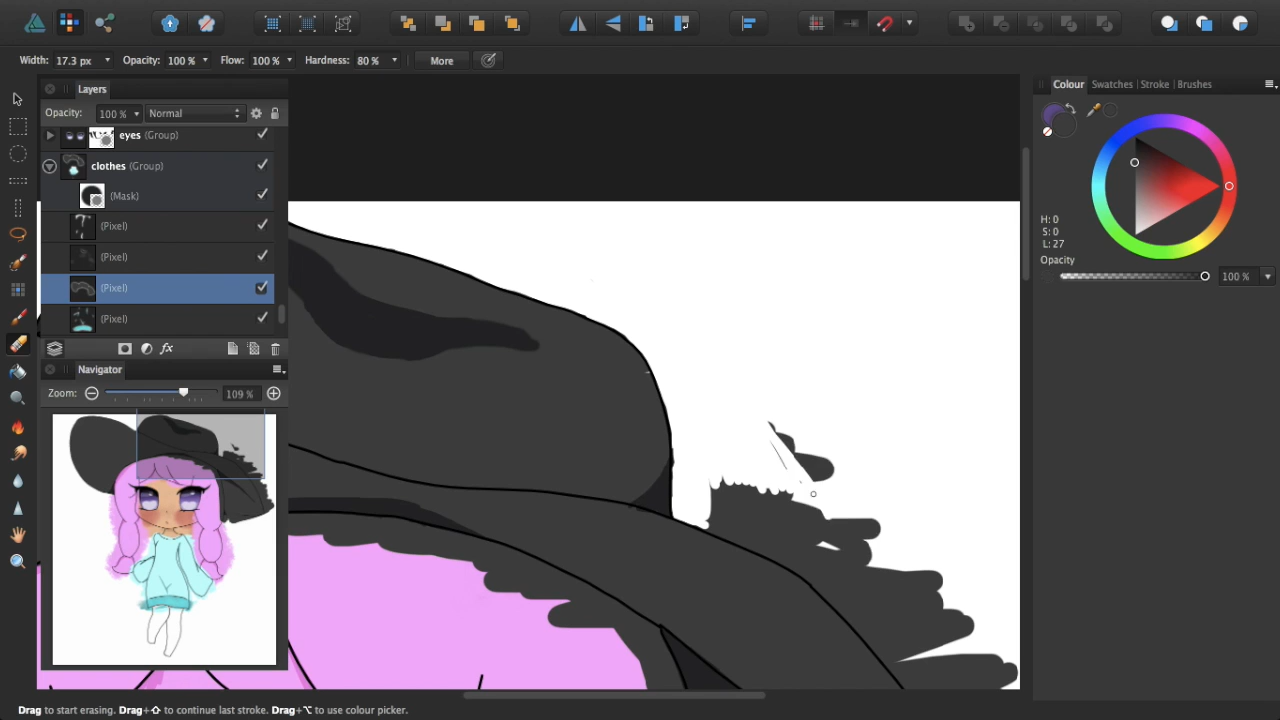 Width: 17.3 px Opacity: 100 % Flow: 100 % Hardness: 80 % More
Layers
Opacity: 100 % Normal
eyes (Group)
clothes (Group)
(Mask)
(Pixel)
(Pixel)
(Pixel)
(Pixel)
fx
Navigator
Zoom: 109 %
Colour Swatches Stroke Brushes
H: 0
S: 0
L: 27
Opacity
100 %
Drag to start erasing. Drag+⇧ to continue last stroke. Drag+⌥ to use colour picker.